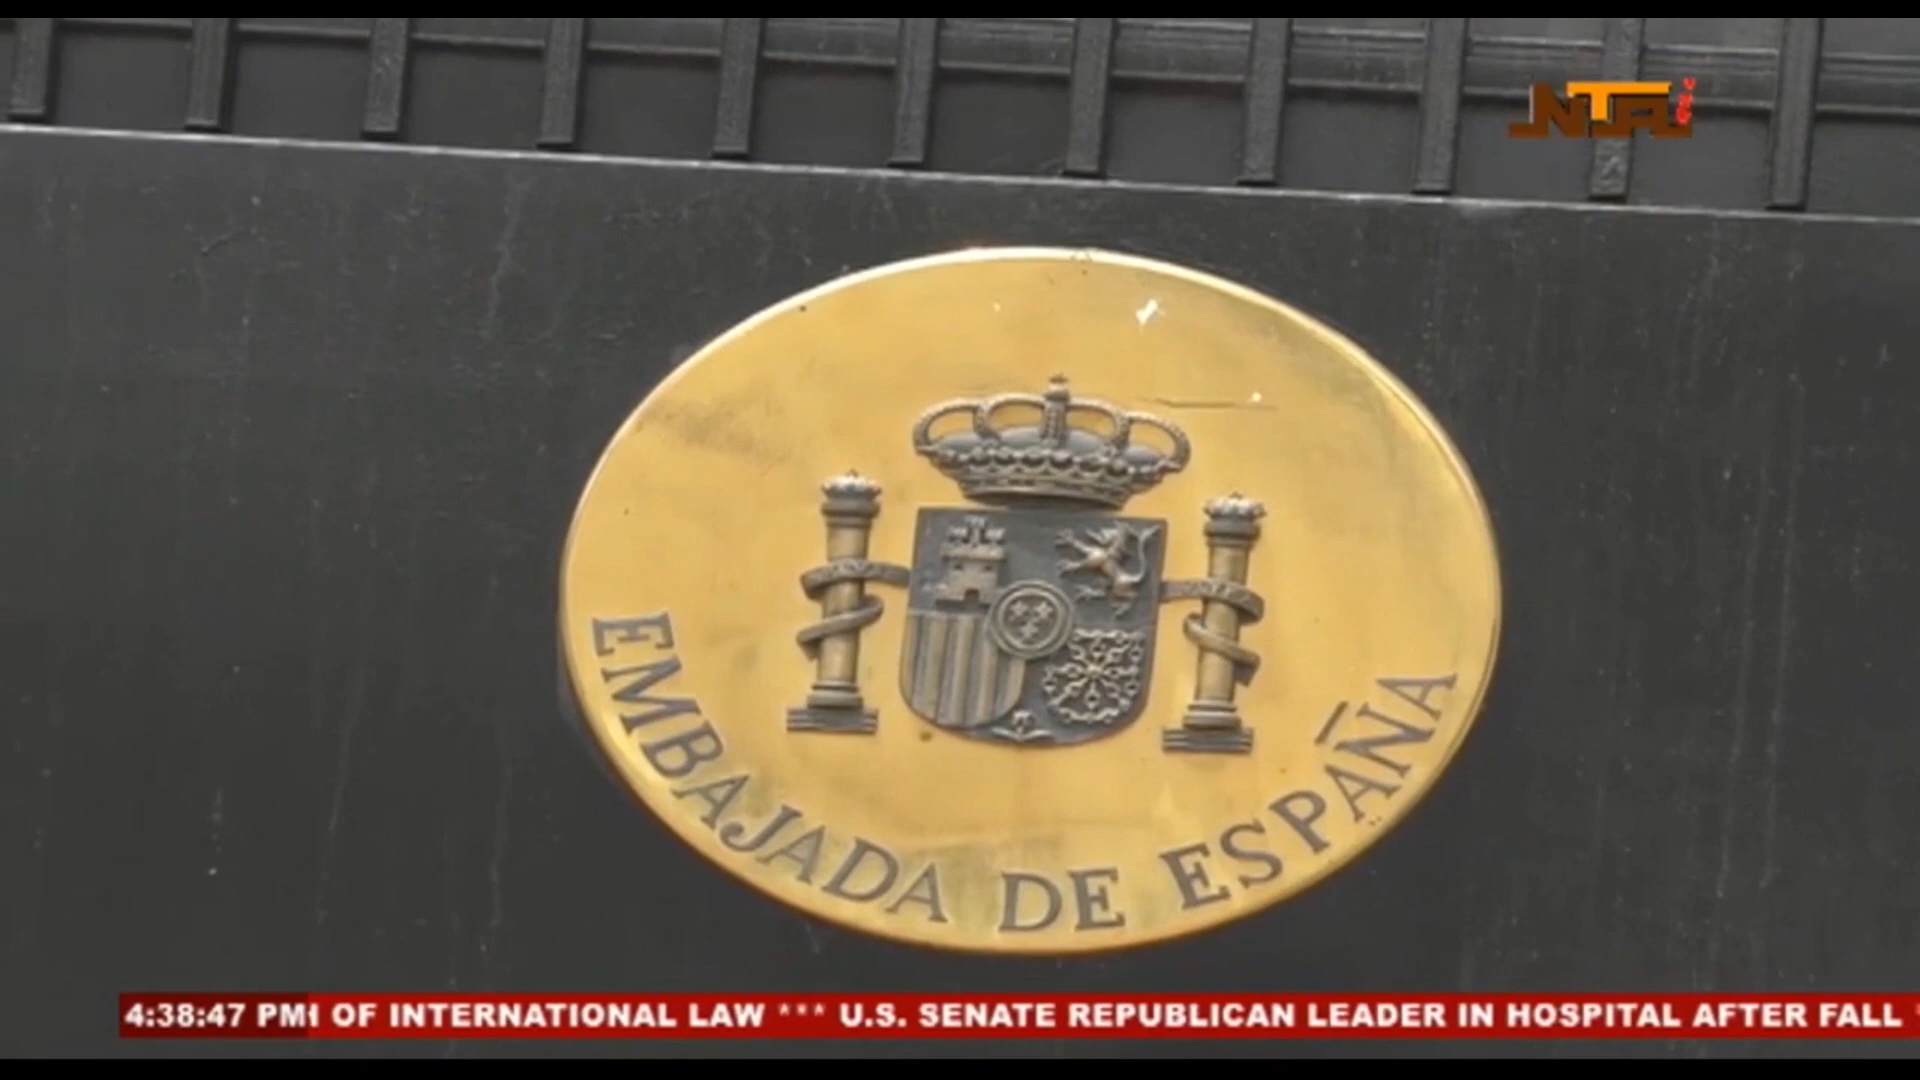 NTA
EMBAJADA DE ESPAÑA
4:38:47 PM OF INTERNATIONAL LAW *** U.S. SENATE REPUBLICAN LEADER IN HOSPITAL AFTER FALL